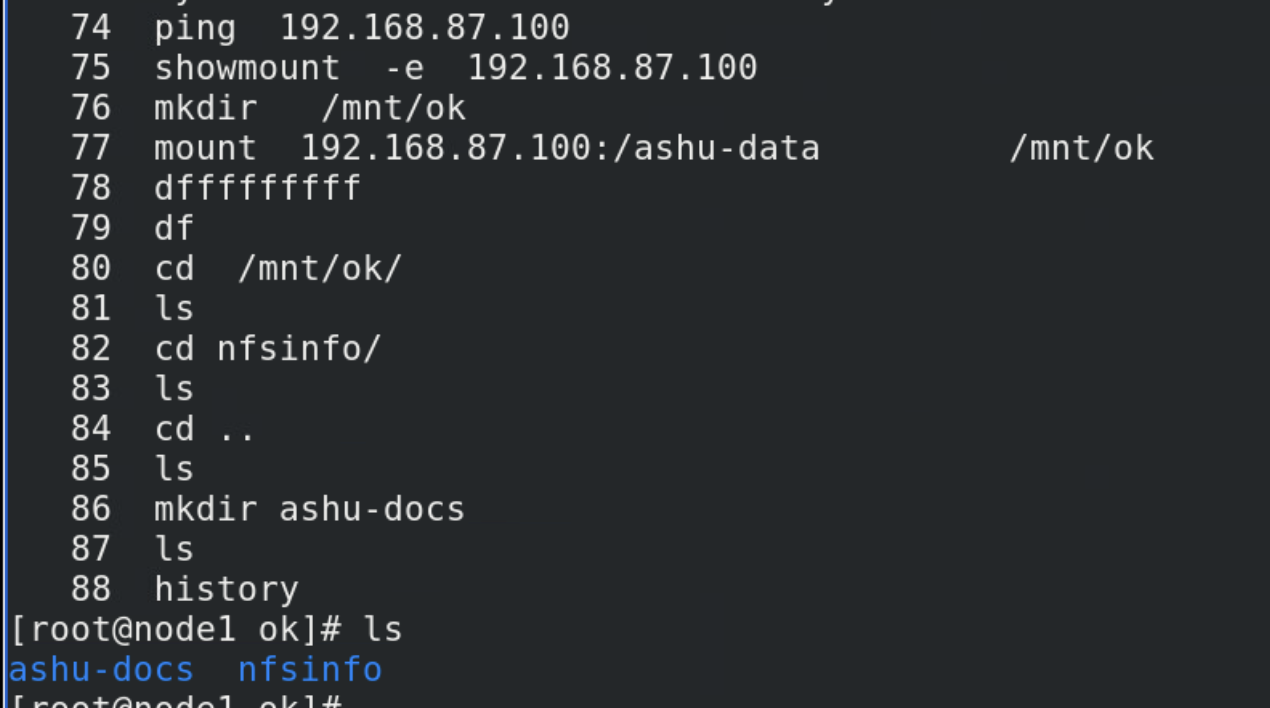 74  ping  192.168.87.100
75  showmount  -e  192.168.87.100
76  mkdir   /mnt/ok
77  mount  192.168.87.100:/ashu-data         /mnt/ok
78  dfffffffff
79  df
80  cd  /mnt/ok/
81  ls
82  cd nfsinfo/
83  ls
84  cd ..
85  ls
86  mkdir ashu-docs
87  ls
88  history
[root@node1 ok]# ls
ashu-docs  nfsinfo
[root@node1 ok]#